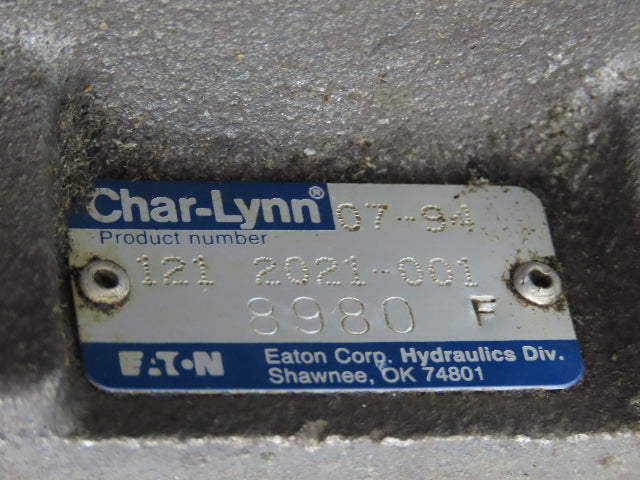 Char-Lynn® 07-94
Product number
121 2021-001
8980 F
EATON Eaton Corp. Hydraulics Div.
Shawnee, OK 74801